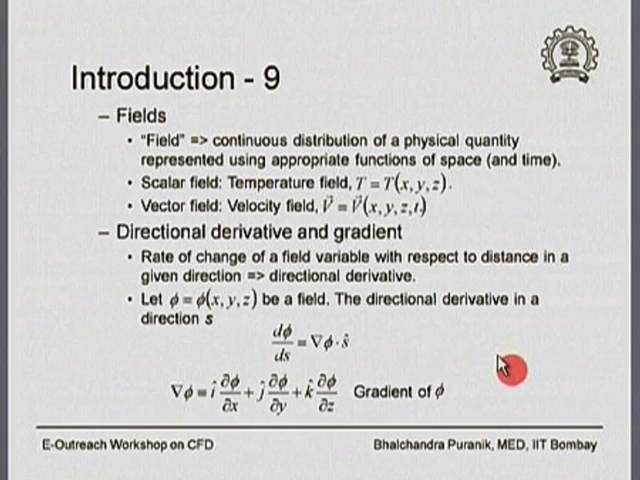 Introduction - 9
– Fields
• "Field" => continuous distribution of a physical quantity
represented using appropriate functions of space (and time).
• Scalar field: Temperature field, T = T(x, y, z).
• Vector field: Velocity field, V⃗ = V⃗(x, y, z, t)
– Directional derivative and gradient
• Rate of change of a field variable with respect to distance in a
given direction => directional derivative.
• Let ϕ = ϕ(x, y, z) be a field. The directional derivative in a
direction s
dϕ/ds = ∇ϕ · ŝ
∇ϕ = î ∂ϕ/∂x + ĵ ∂ϕ/∂y + k̂ ∂ϕ/∂z Gradient of ϕ
E-Outreach Workshop on CFD Bhalchandra Puranik, MED, IIT Bombay